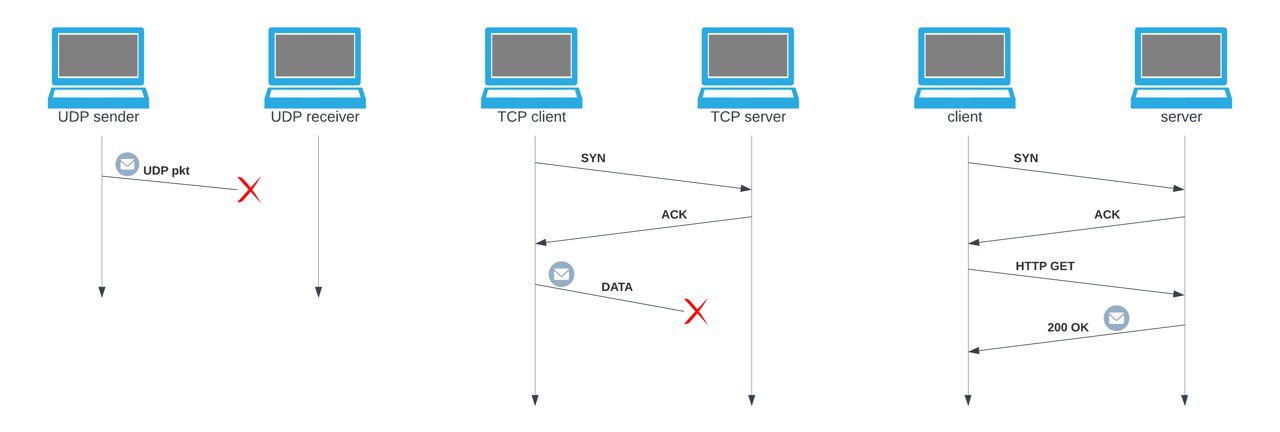 UDP sender
UDP receiver
UDP pkt
TCP client
TCP server
SYN
ACK
DATA
client
server
SYN
ACK
HTTP GET
200 OK